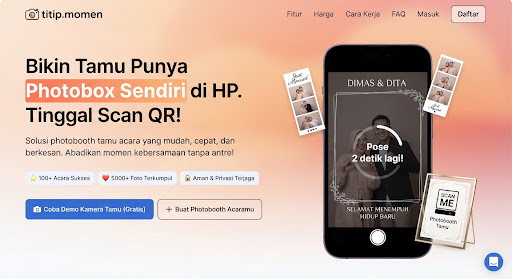 titip.momen
Fitur
Harga
Cara Kerja
FAQ
Masuk
Daftar
Bikin Tamu Punya
Photobox Sendiri di HP.
Tinggal Scan QR!
Solusi photobooth tamu acara yang mudah, cepat, dan
berkesan. Abadikan momen kebersamaan tanpa antre!
100+ Acara Sukses
5000+ Foto Terkumpul
Aman & Privasi Terjaga
Coba Demo Kamera Tamu (Gratis)
+ Buat Photobooth Acaramu
DIMAS & DITA
Pose
2 detik lagi!
SELAMAT MENEMPUH
HIDUP BARU
SCAN
ME
Photobooth
Tamu